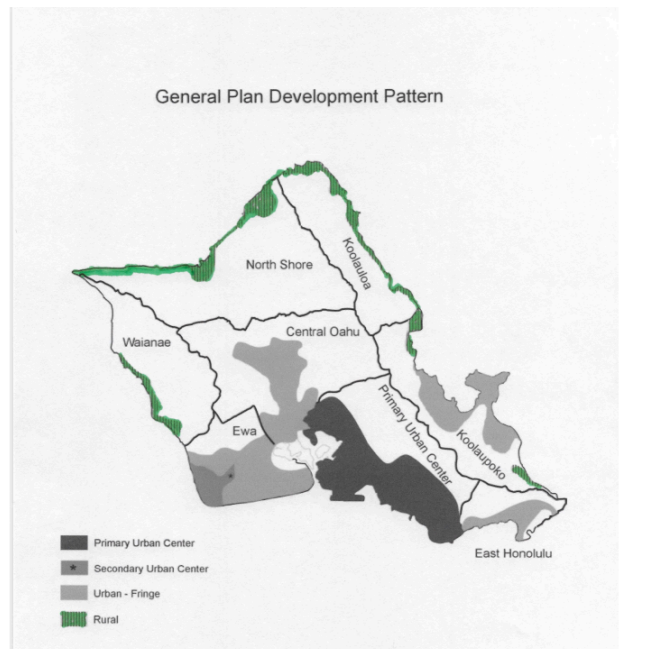 General Plan Development Pattern
North Shore
Koolauloa
Central Oahu
Waianae
Primary Urban Center
Ewa
Koolaupoko
East Honolulu
Primary Urban Center
Secondary Urban Center
Urban - Fringe
Rural